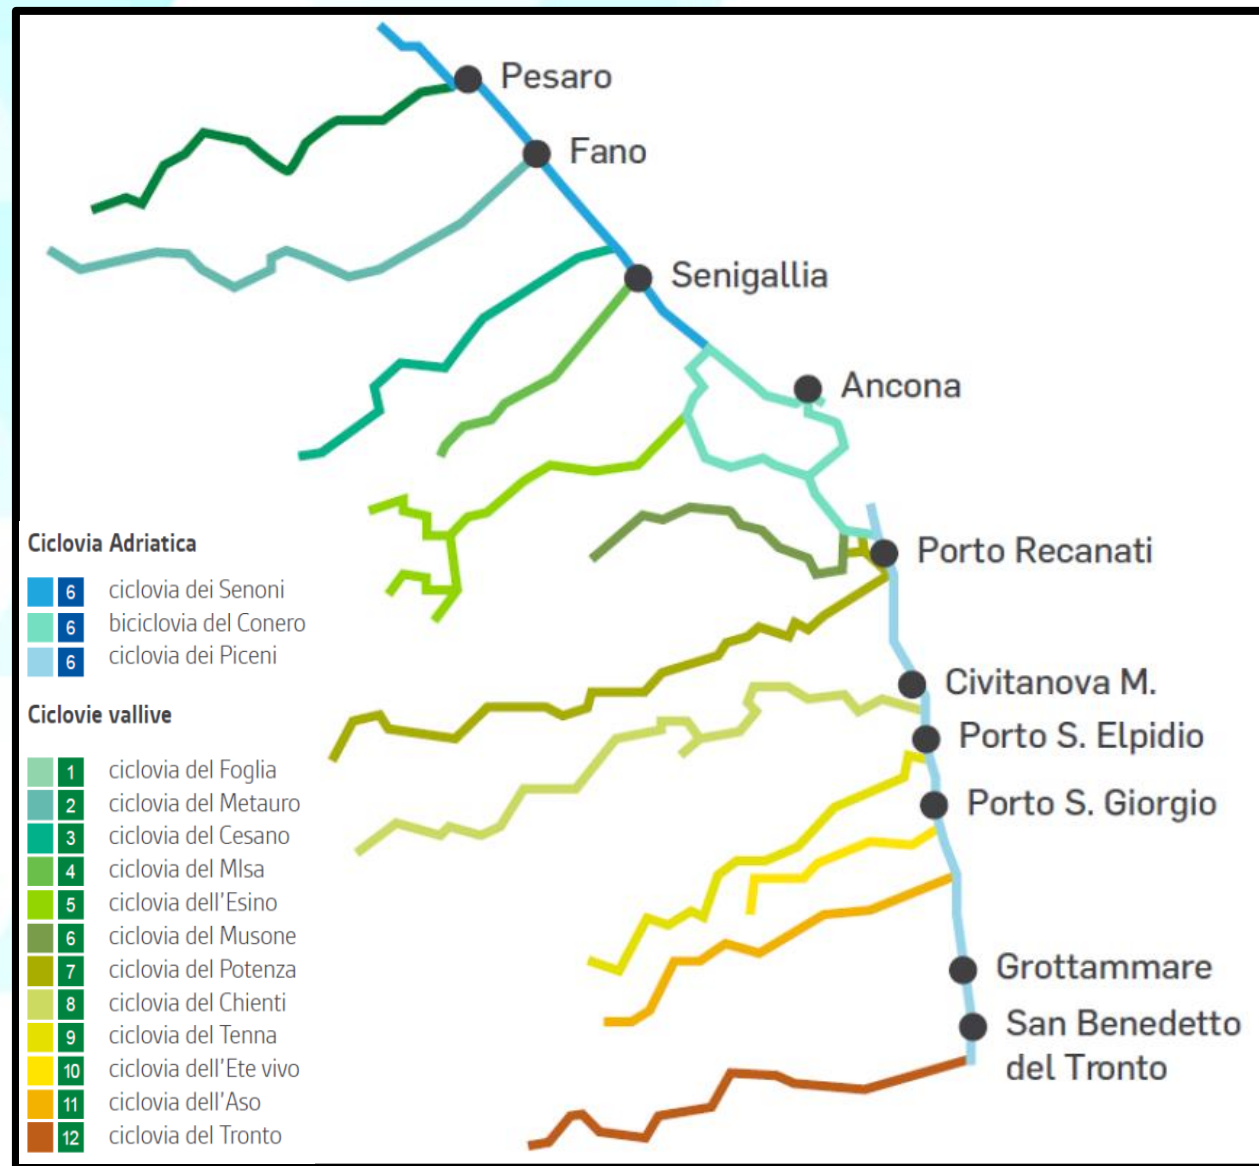 Pesaro
Fano
Senigallia
Ancona
Porto Recanati
Civitanova M.
Porto S. Elpidio
Porto S. Giorgio
Grottammare
San Benedetto
del Tronto
Ciclovia Adriatica
6 ciclovia dei Senoni
6 biciclovia del Conero
6 ciclovia dei Piceni
Ciclovie vallive
1 ciclovia del Foglia
2 ciclovia del Metauro
3 ciclovia del Cesano
4 ciclovia del MIsa
5 ciclovia dell'Esino
6 ciclovia del Musone
7 ciclovia del Potenza
8 ciclovia del Chienti
9 ciclovia del Tenna
10 ciclovia dell'Ete vivo
11 ciclovia dell'Aso
12 ciclovia del Tronto